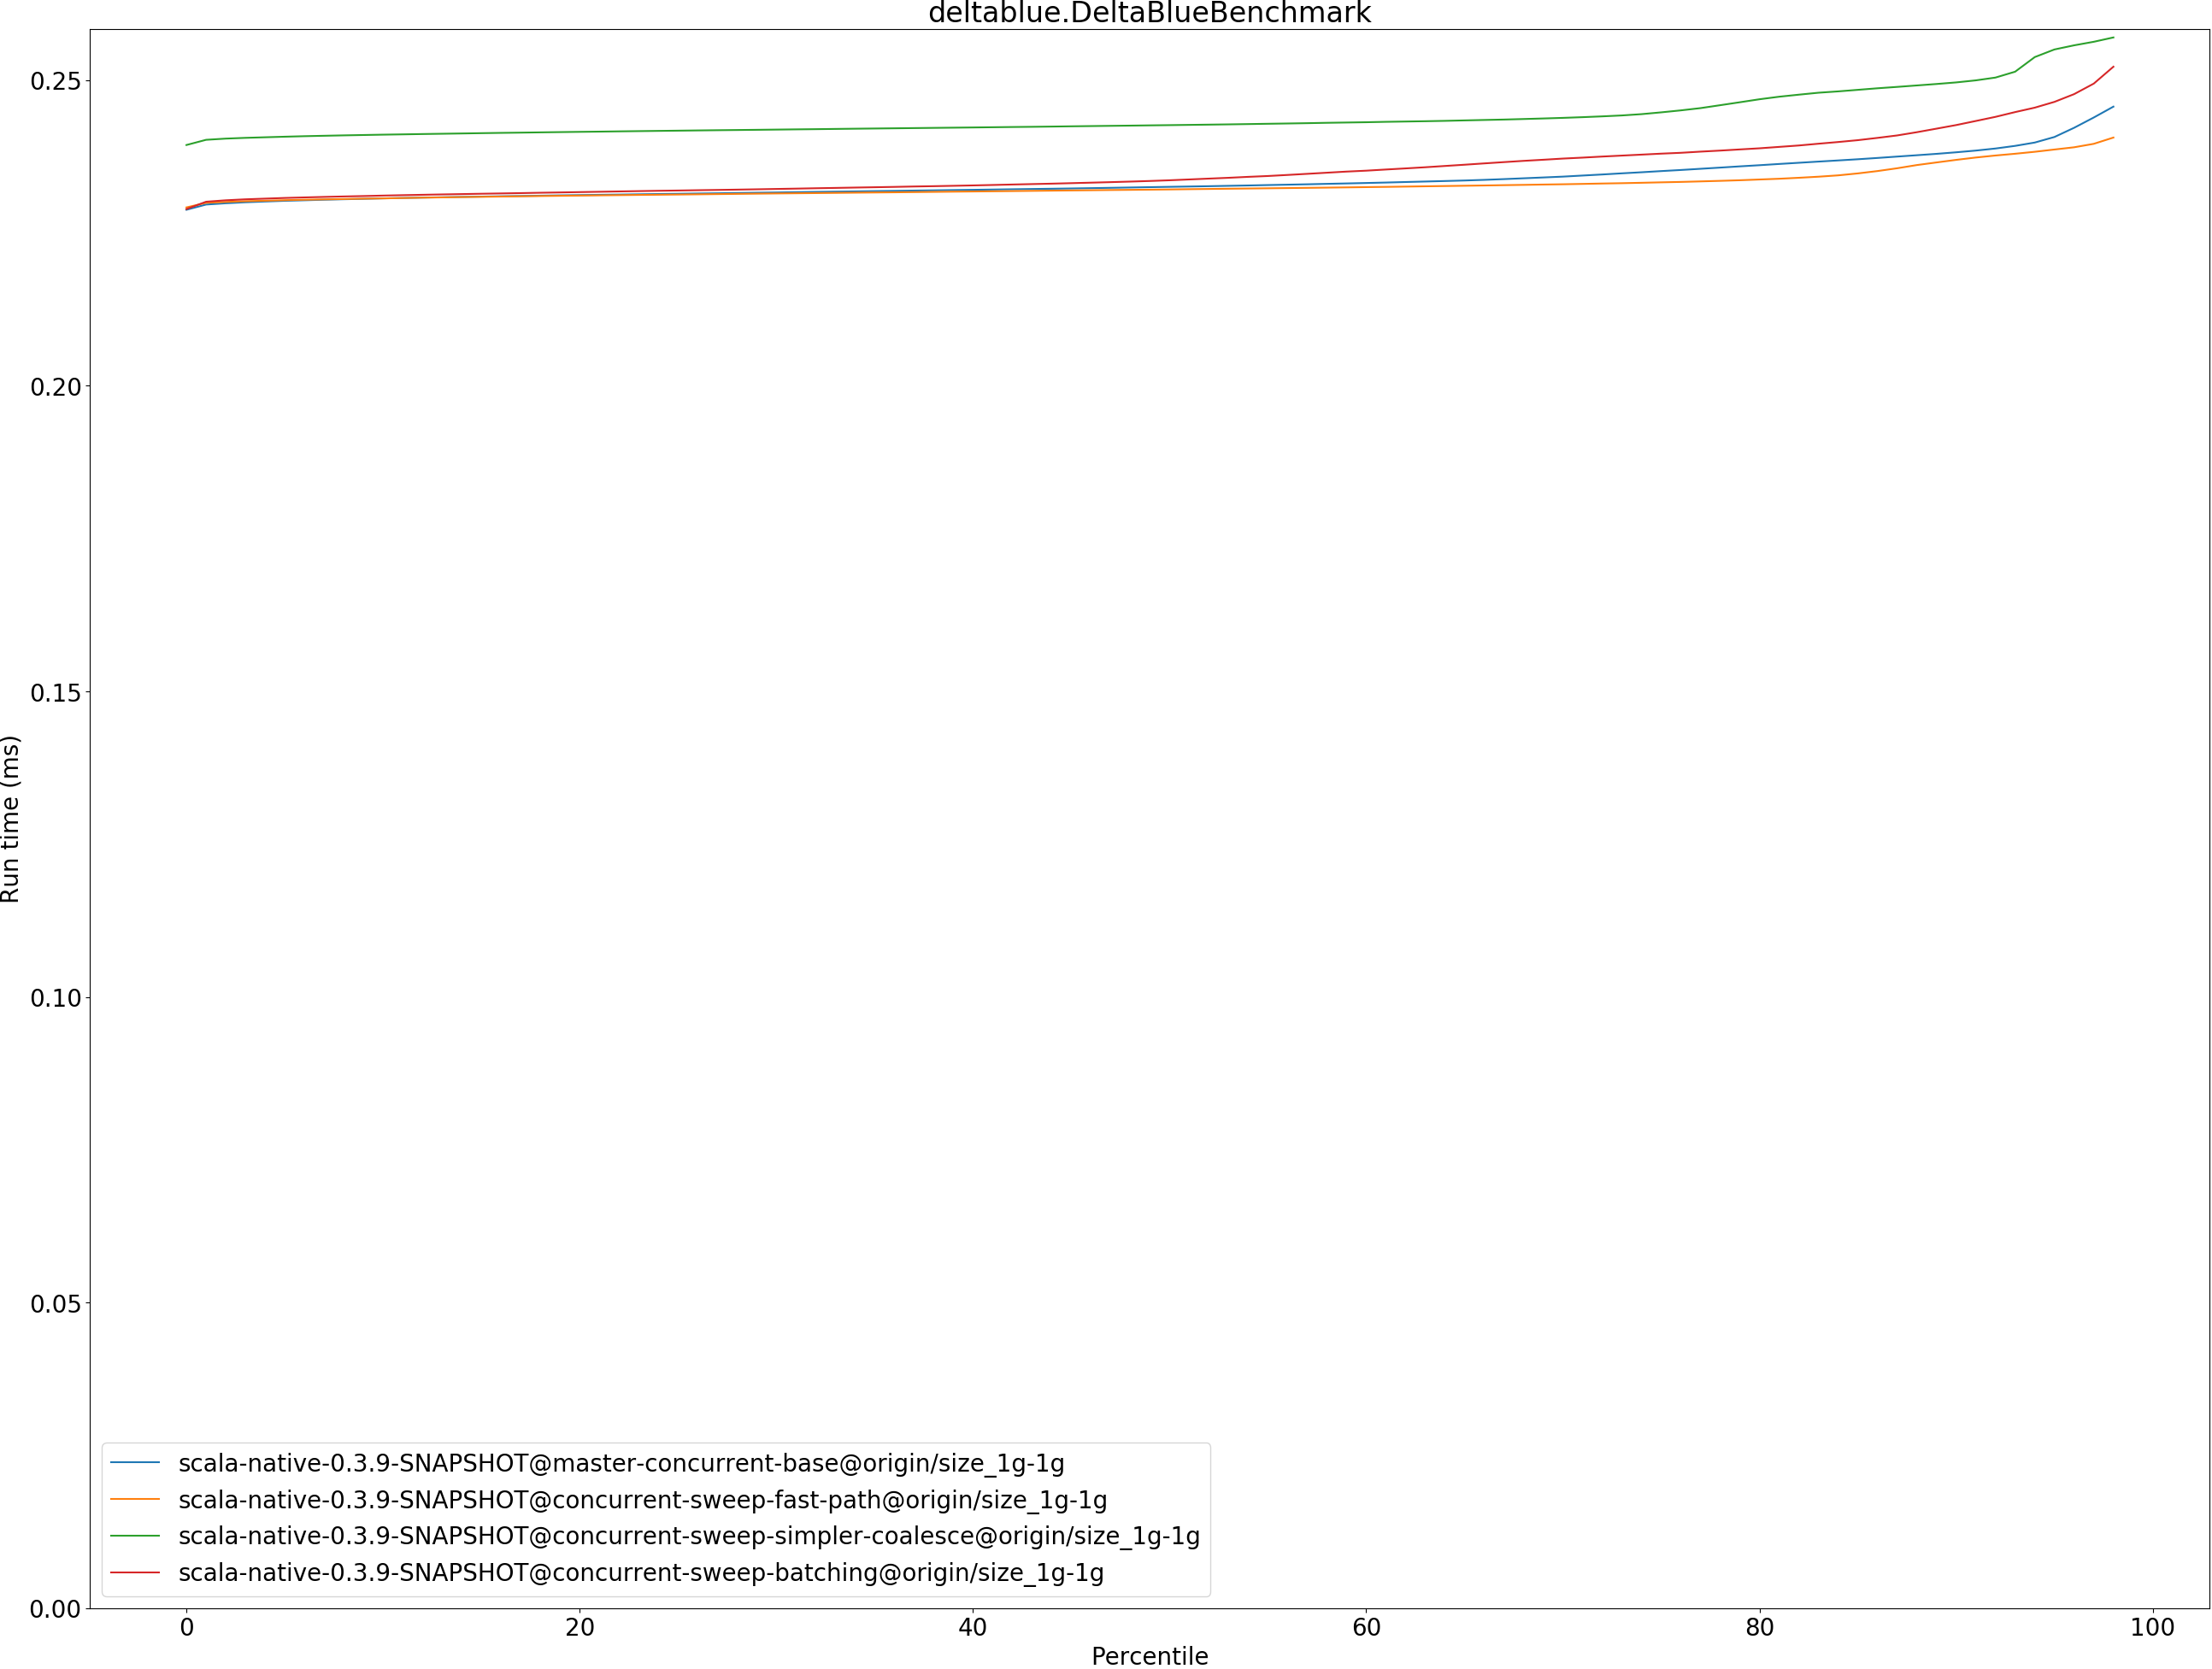 deltablue.DeltaBlueBenchmark
Run time (ms)
0.25
0.20
0.15
0.10
0.05
0.00
scala-native-0.3.9-SNAPSHOT@master-concurrent-base@origin/size_1g-1g
scala-native-0.3.9-SNAPSHOT@concurrent-sweep-fast-path@origin/size_1g-1g
scala-native-0.3.9-SNAPSHOT@concurrent-sweep-simpler-coalesce@origin/size_1g-1g
scala-native-0.3.9-SNAPSHOT@concurrent-sweep-batching@origin/size_1g-1g
0 20 40 60 80 100
Percentile